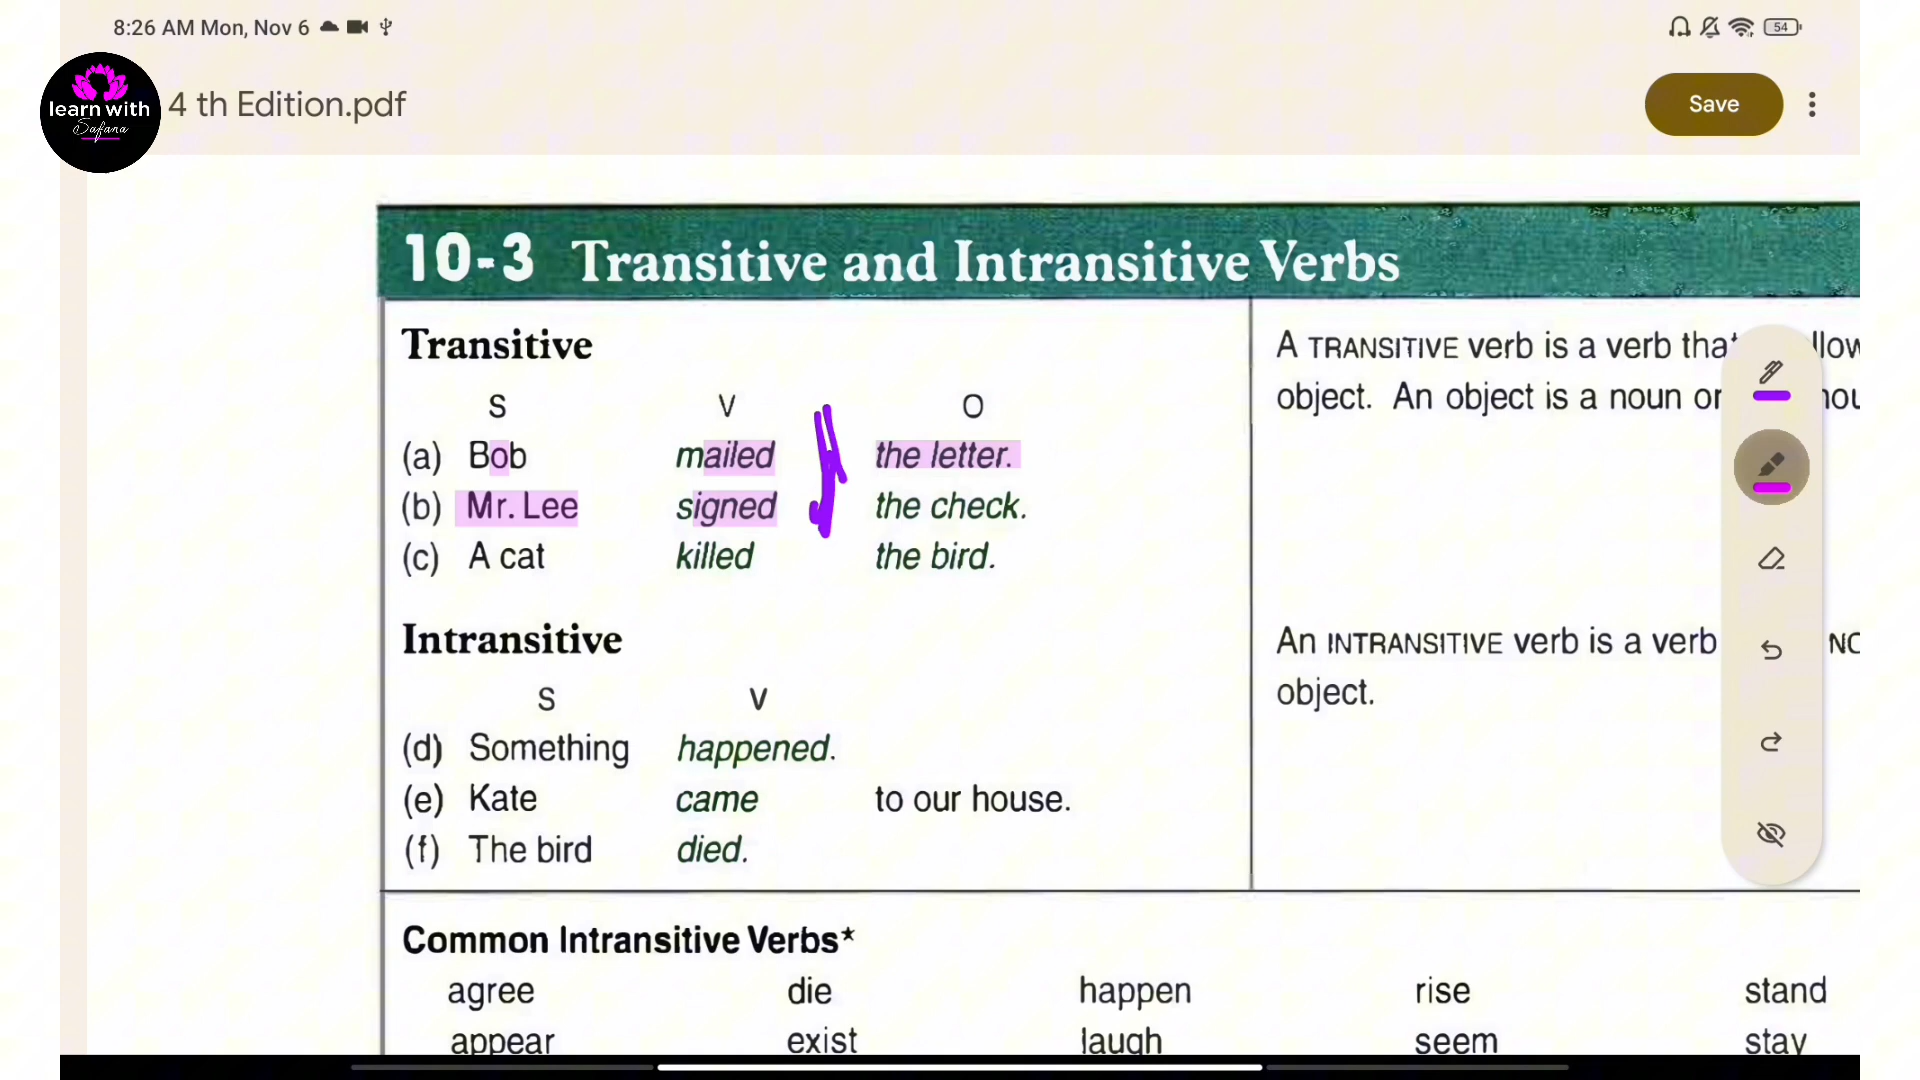 8:26 AM Mon, Nov 6
54
learn with
Safana
4 th Edition.pdf
Save
10-3 Transitive and Intransitive Verbs
Transitive
S V O
(a) Bob mailed the letter.
(b) Mr. Lee signed the check.
(c) A cat killed the bird.
A TRANSITIVE verb is a verb
object. An object is a noun or
Intransitive
S V
(d) Something happened.
(e) Kate came to our house.
(f) The bird died.
An INTRANSITIVE verb is a verb
object.
Common Intransitive Verbs*
agree die happen rise stand
appear exist laugh seem stay